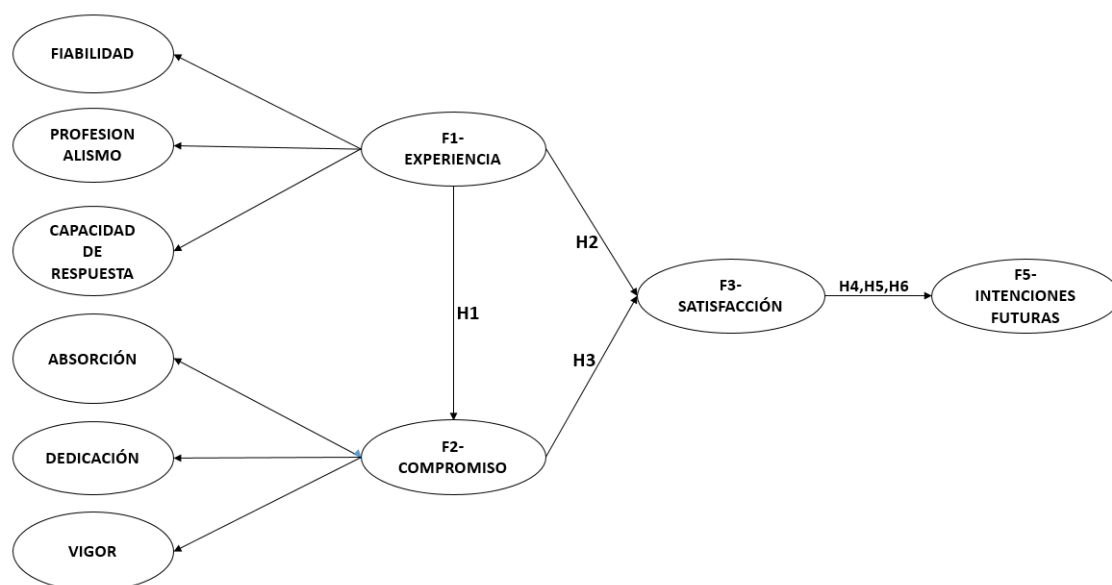 FIABILIDAD
PROFESION
ALISMO
CAPACIDAD
DE
RESPUESTA
ABSORCIÓN
DEDICACIÓN
VIGOR
F1-
EXPERIENCIA
H1
F2-
COMPROMISO
H2
H3
F3-
SATISFACCIÓN
H4,H5,H6
F5-
INTENCIONES
FUTURAS